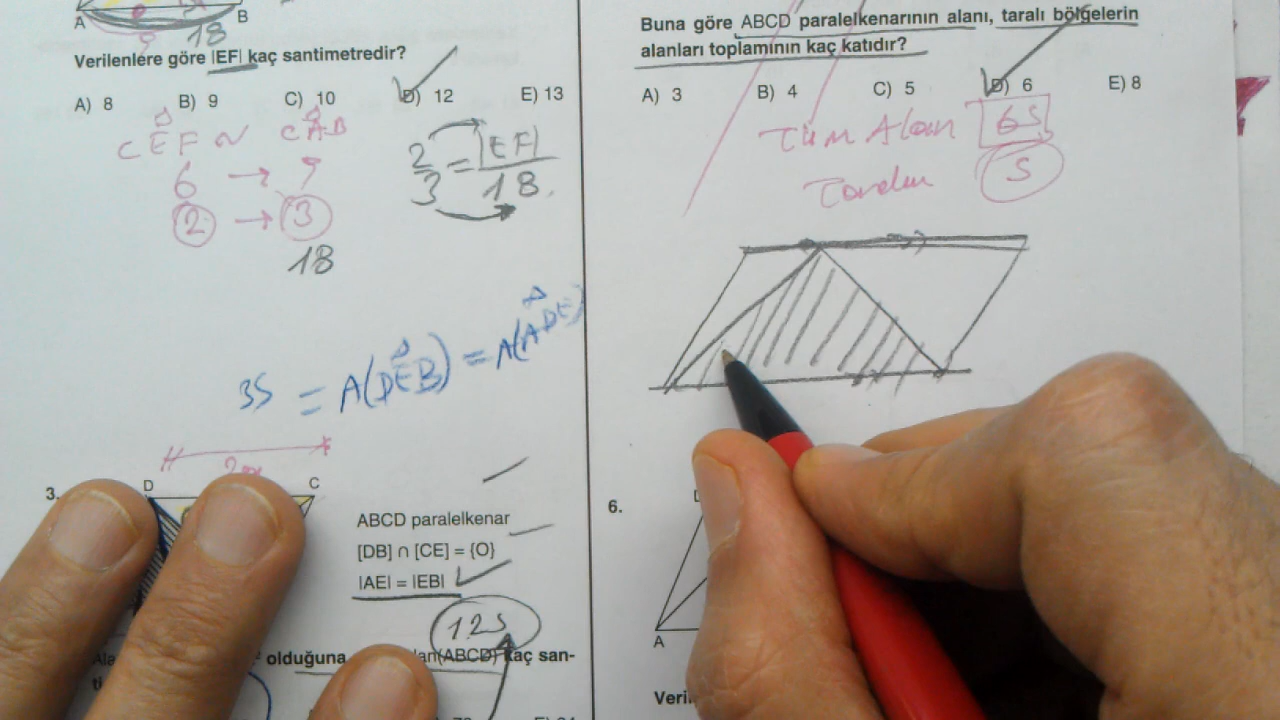 A
B
18
Verilenlere göre |EF| kaç santimetredir?
A) 8 B) 9 C) 10 D) 12 E) 13
CEF ~ CAB
6 → 9
2 → 3
18
2/3 = |EF|/18
3S = A(DEB) = A(ADE)
3.
D
C
ABCD paralelkenar
[DB] ∩ [CE] = {O}
|AE| = |EB|
12S
olduğuna
an(ABCD) kaç san-
Buna göre ABCD paralelkenarının alanı, taralı bölgelerin
alanları toplamının kaç katıdır?
A) 3 B) 4 C) 5 D) 6 E) 8
Tüm Alan 6S
S
6.
A